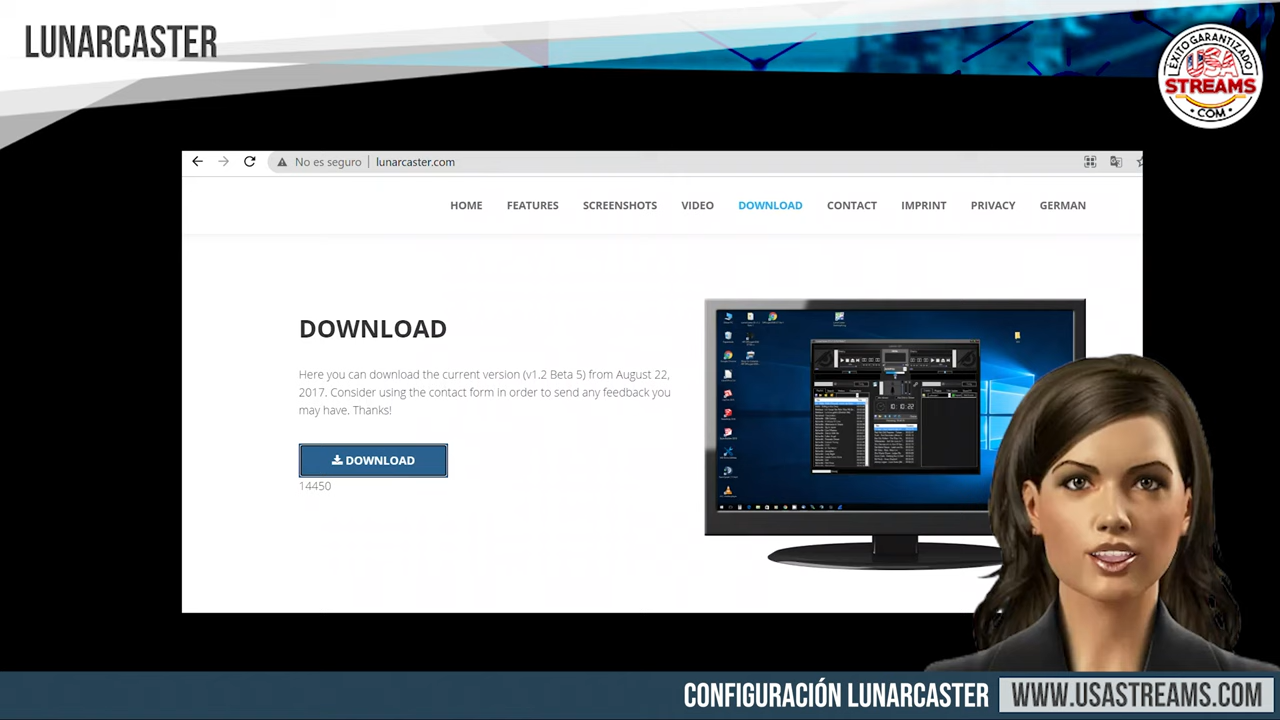 LUNARCASTER
ÉXITO GARANTIZADO
USA
STREAMS
.COM
No es seguro | lunarcaster.com
HOME FEATURES SCREENSHOTS VIDEO DOWNLOAD CONTACT IMPRINT PRIVACY GERMAN
DOWNLOAD
Here you can download the current version (v1.2 Beta 5) from August 22,
2017. Consider using the contact form in order to send any feedback you
may have. Thanks!
DOWNLOAD
14450
CONFIGURACIÓN LUNARCASTER
WWW.USASTREAMS.COM